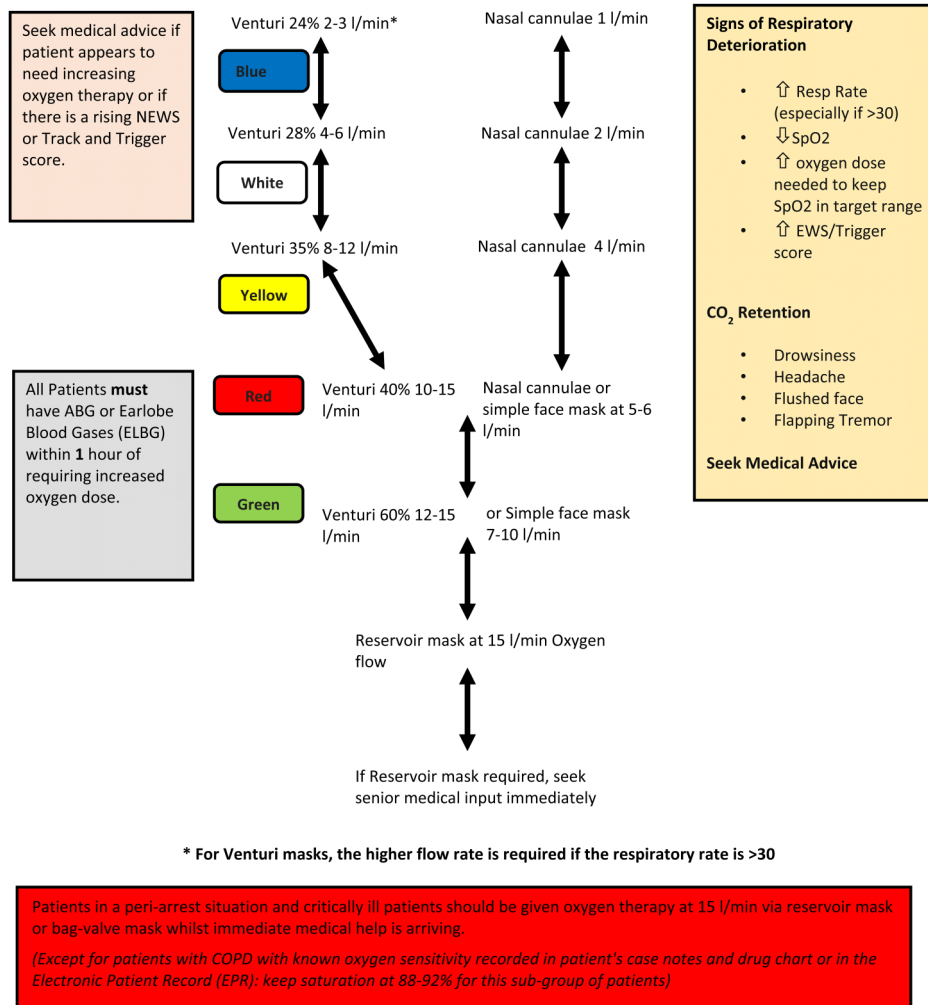 Seek medical advice if
patient appears to
need increasing
oxygen therapy or if
there is a rising NEWS
or Track and Trigger
score.
Venturi 24% 2-3 l/min*
Blue
Venturi 28% 4-6 l/min
White
Venturi 35% 8-12 l/min
Yellow
Nasal cannulae 1 l/min
Nasal cannulae 2 l/min
Nasal cannulae 4 l/min
Signs of Respiratory
Deterioration
• ⇧ Resp Rate
(especially if >30)
• ⇩ SpO2
• ⇧ oxygen dose
needed to keep
SpO2 in target range
• ⇧ EWS/Trigger
score
CO₂ Retention
• Drowsiness
• Headache
• Flushed face
• Flapping Tremor
Seek Medical Advice
All Patients must
have ABG or Earlobe
Blood Gases (ELBG)
within 1 hour of
requiring increased
oxygen dose.
Red
Venturi 40% 10-15
l/min
Nasal cannulae or
simple face mask at 5-6
l/min
Green
Venturi 60% 12-15
l/min
or Simple face mask
7-10 l/min
Reservoir mask at 15 l/min Oxygen
flow
If Reservoir mask required, seek
senior medical input immediately
* For Venturi masks, the higher flow rate is required if the respiratory rate is >30
Patients in a peri-arrest situation and critically ill patients should be given oxygen therapy at 15 l/min via reservoir mask
or bag-valve mask whilst immediate medical help is arriving.
(Except for patients with COPD with known oxygen sensitivity recorded in patient's case notes and drug chart or in the
Electronic Patient Record (EPR): keep saturation at 88-92% for this sub-group of patients)